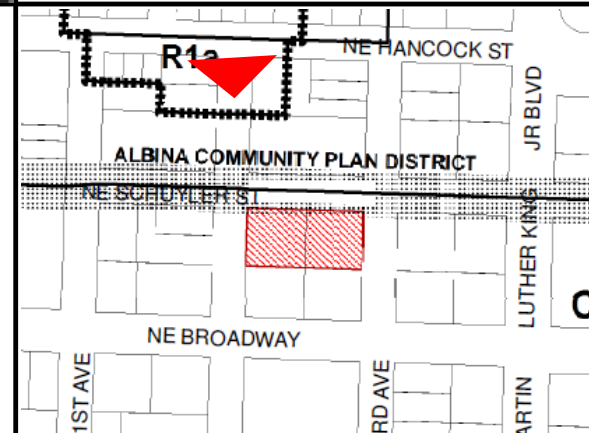 R1a
NE HANCOCK ST
JR BLVD
ALBINA COMMUNITY PLAN DISTRICT
NE SCHUYLER ST
LUTHER KING
C
NE BROADWAY
1ST AVE
RD AVE
ARTIN